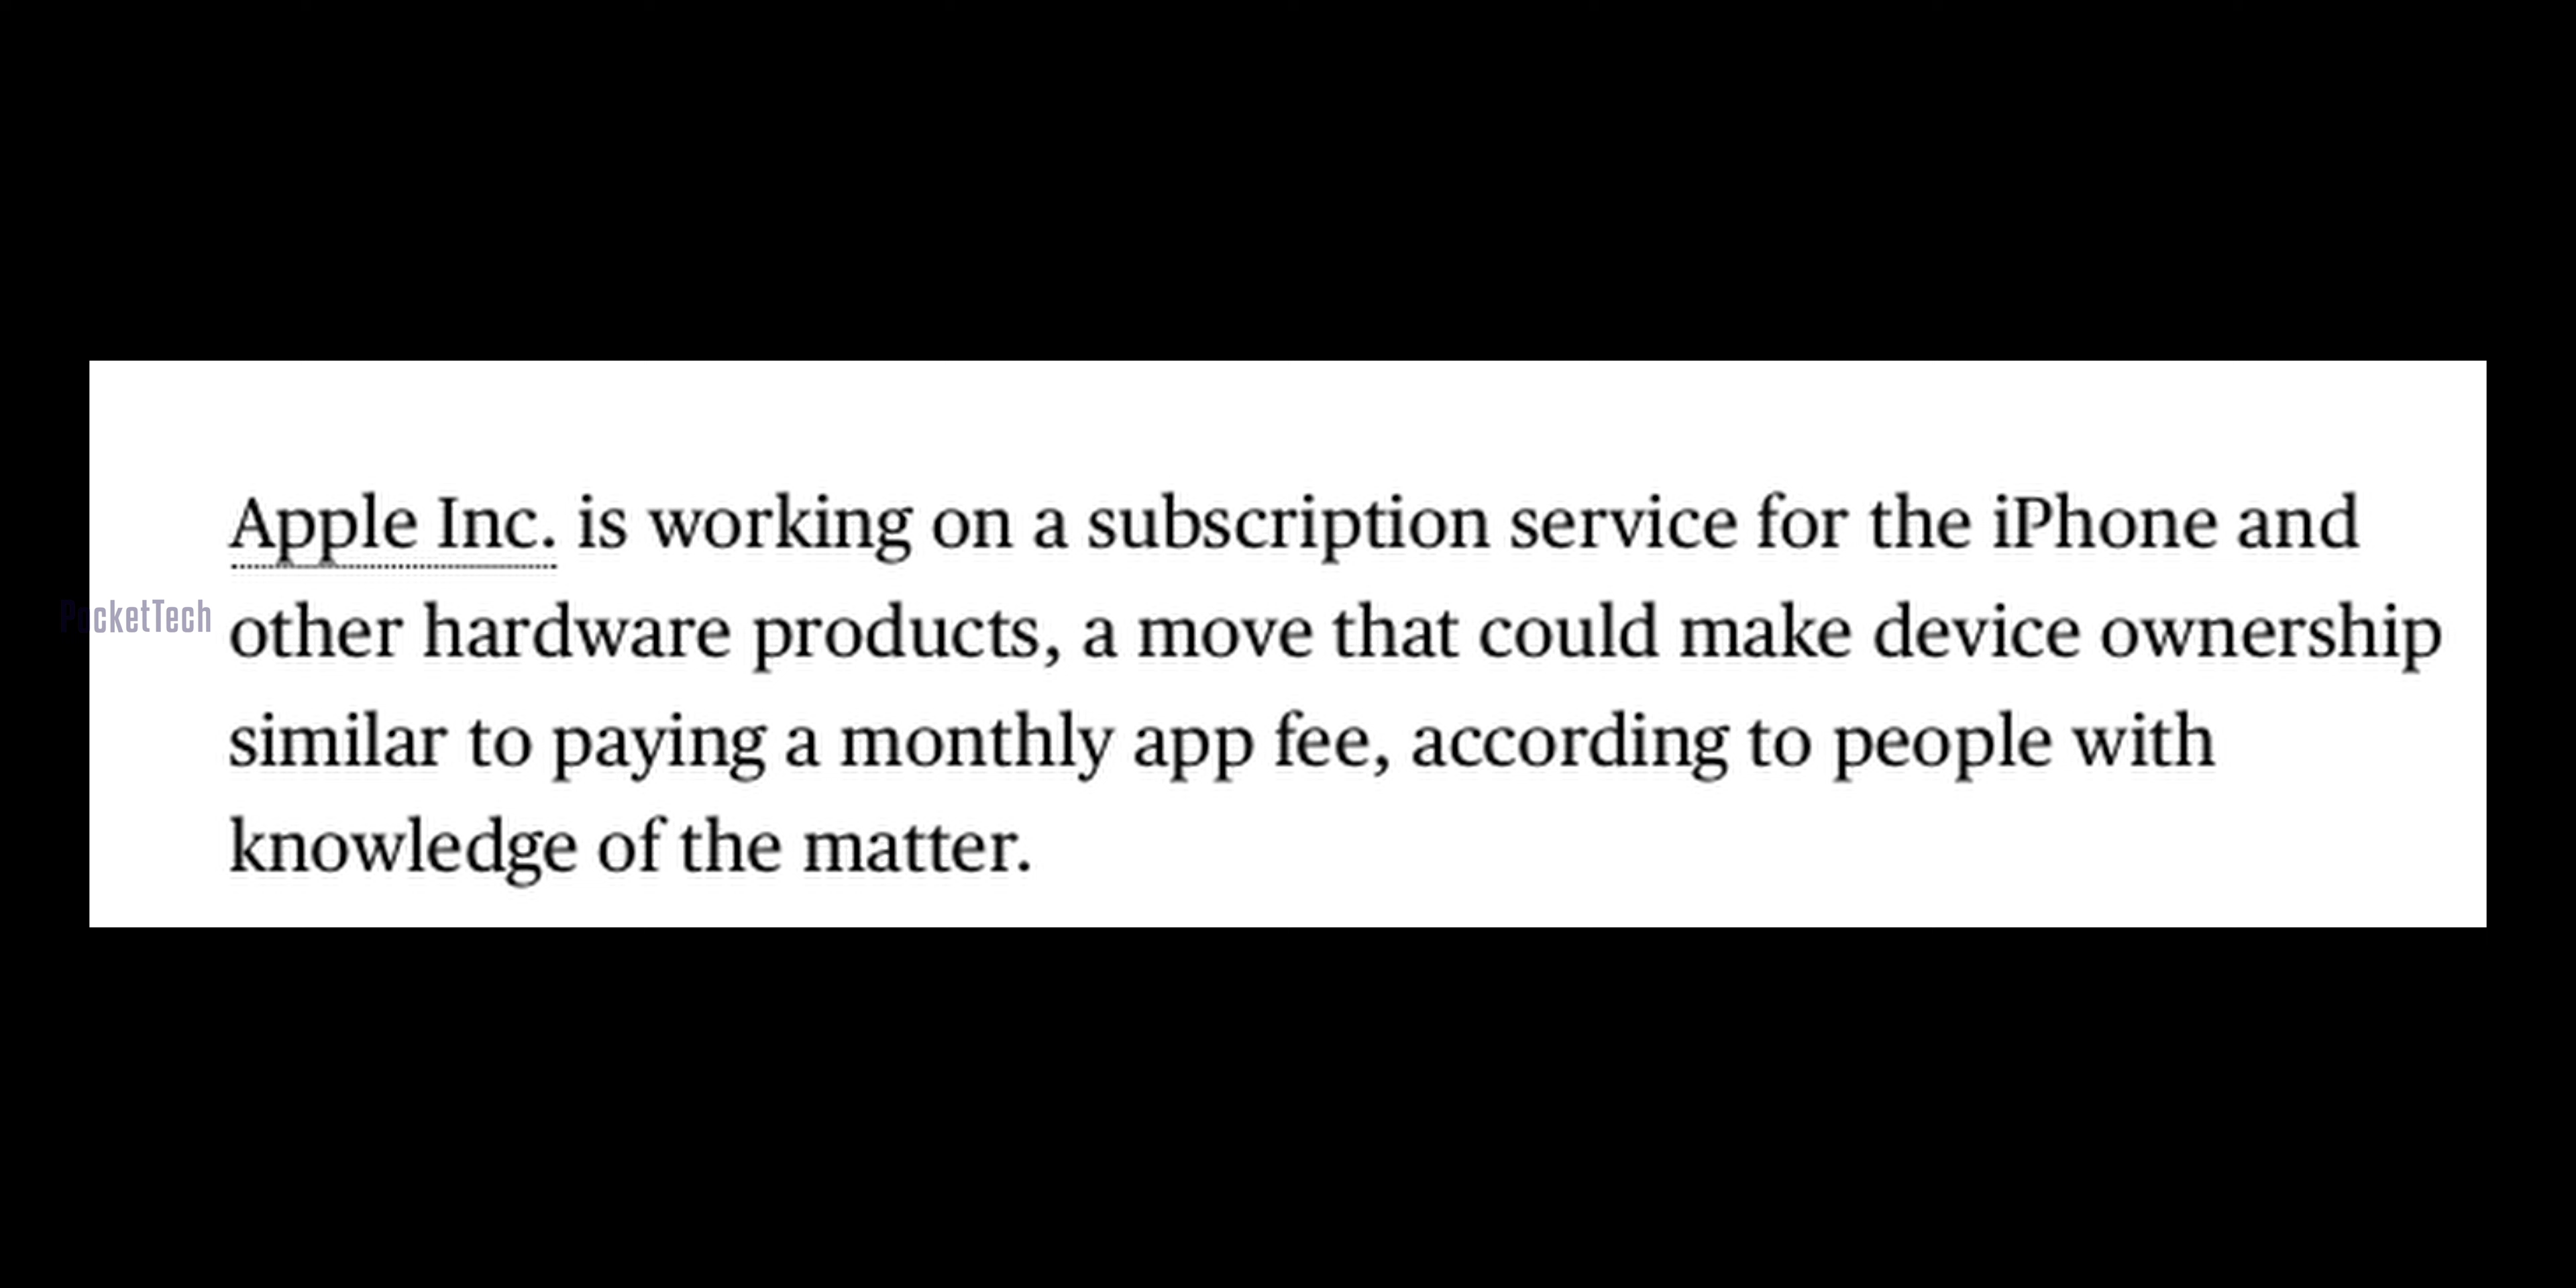 Apple Inc. is working on a subscription service for the iPhone and
PocketTech
other hardware products, a move that could make device ownership
similar to paying a monthly app fee, according to people with
knowledge of the matter.